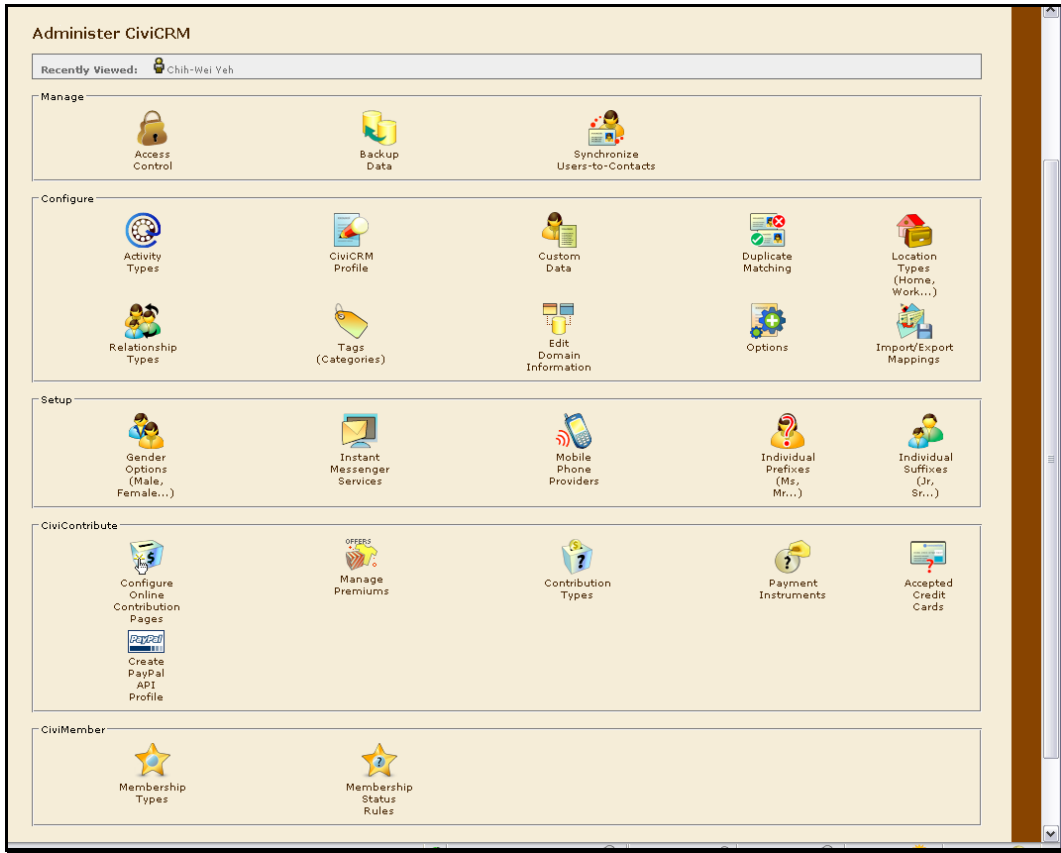 Administer CiviCRM
Recently Viewed: Chih-Wei Yeh
Manage
Access
Control
Backup
Data
Synchronize
Users-to-Contacts
Configure
Activity
Types
CiviCRM
Profile
Custom
Data
Duplicate
Matching
Location
Types
(Home,
Work...)
Relationship
Types
Tags
(Categories)
Edit
Domain
Information
Options
Import/Export
Mappings
Setup
Gender
Options
(Male,
Female...)
Instant
Messenger
Services
Mobile
Phone
Providers
Individual
Prefixes
(Ms,
Mr...)
Individual
Suffixes
(Jr,
Sr...)
CiviContribute
Configure
Online
Contribution
Pages
OFFERS
Manage
Premiums
Contribution
Types
Payment
Instruments
Accepted
Credit
Cards
PayPal
Create
PayPal
API
Profile
CiviMember
Membership
Types
Membership
Status
Rules